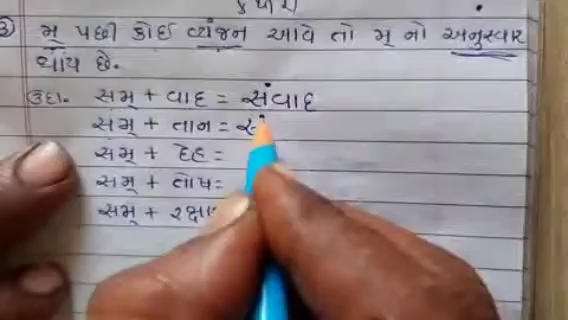 ૩ મ્ પછી કોઈ વ્યંજન આવે તો મ્ નો અનુસ્વાર
થાય છે.
ઉદા. સમ્ + વાદ = સંવાદ
સમ્ + તાન = સં
સમ્ + દેહ =
સમ્ + તોષ =
સમ્ +